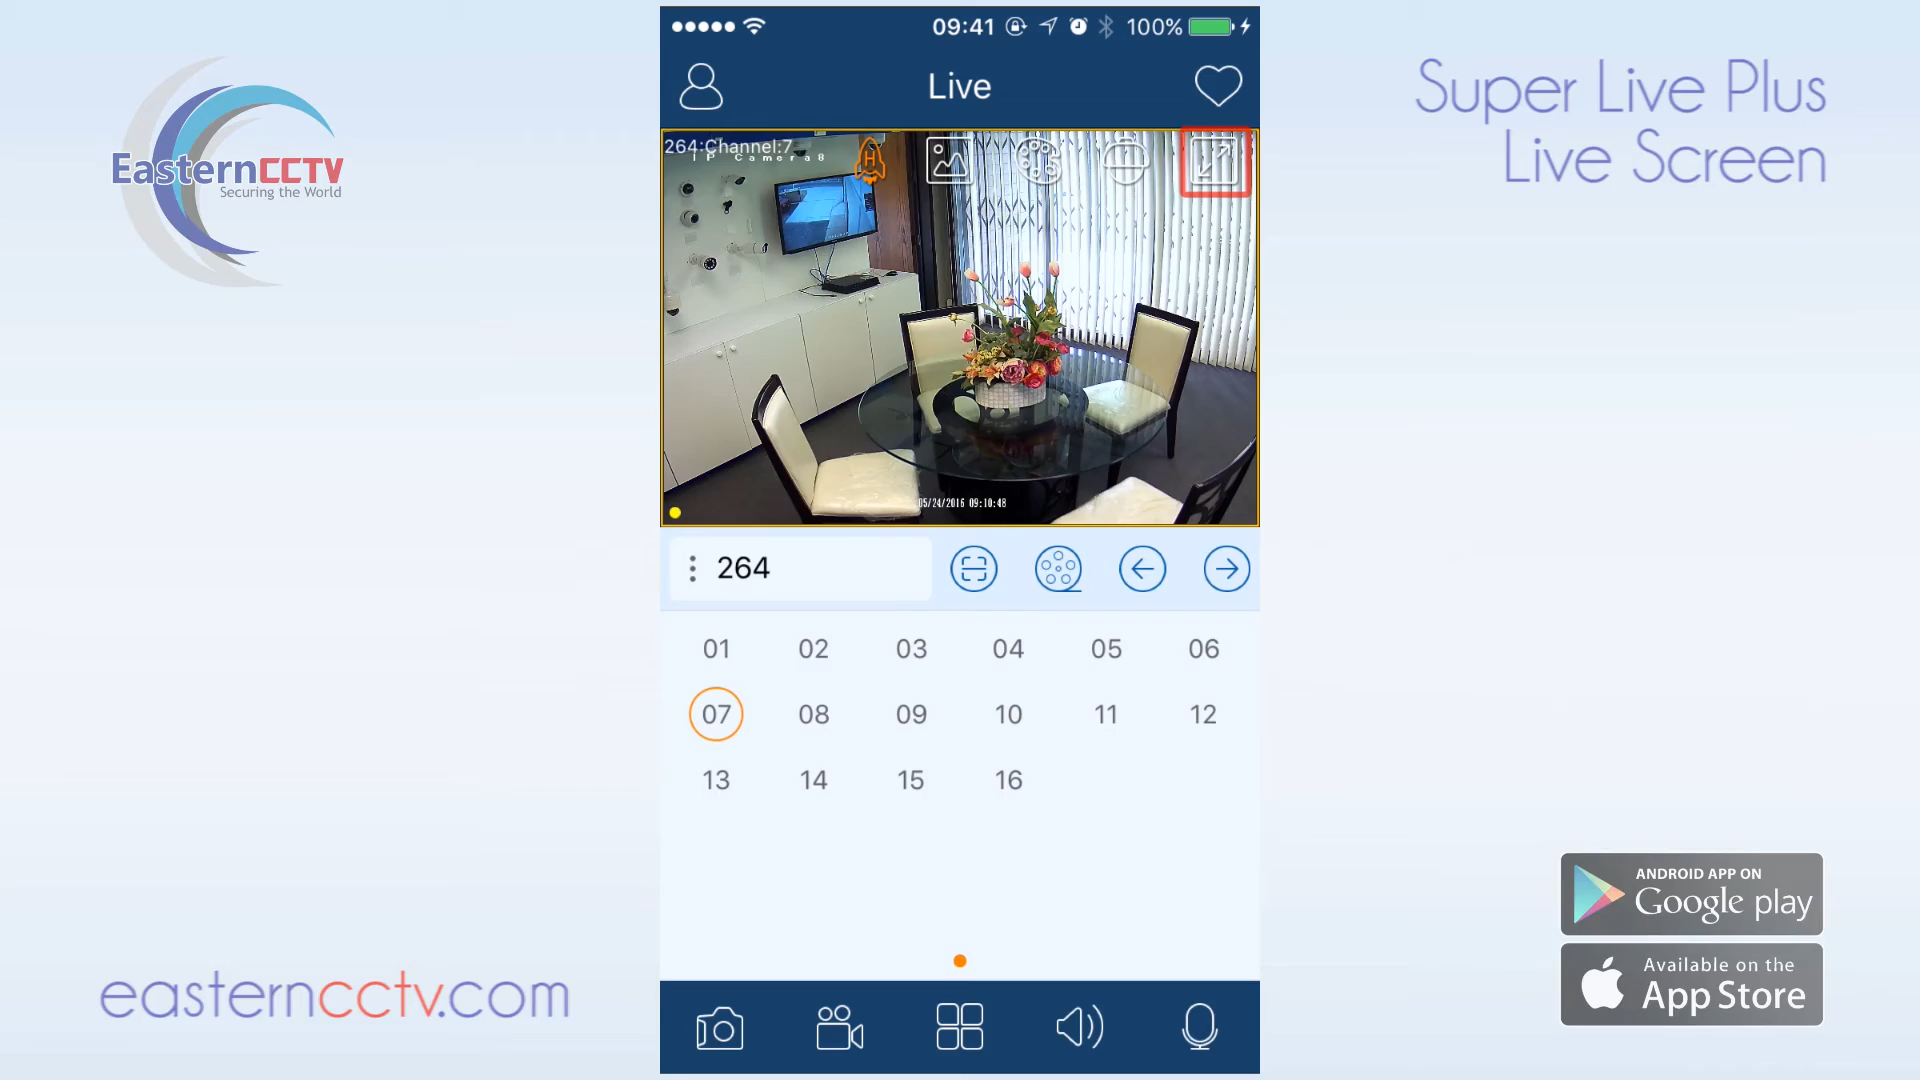 09:41
100%
Live
EasternCCTV
Securing the World
Super Live Plus
Live Screen
264:Channel:7
IP Camera8
H
05/24/2016 09:10:48
264
01 02 03 04 05 06
07 08 09 10 11 12
13 14 15 16
easterncctv.com
ANDROID APP ON
Google play
Available on the
App Store